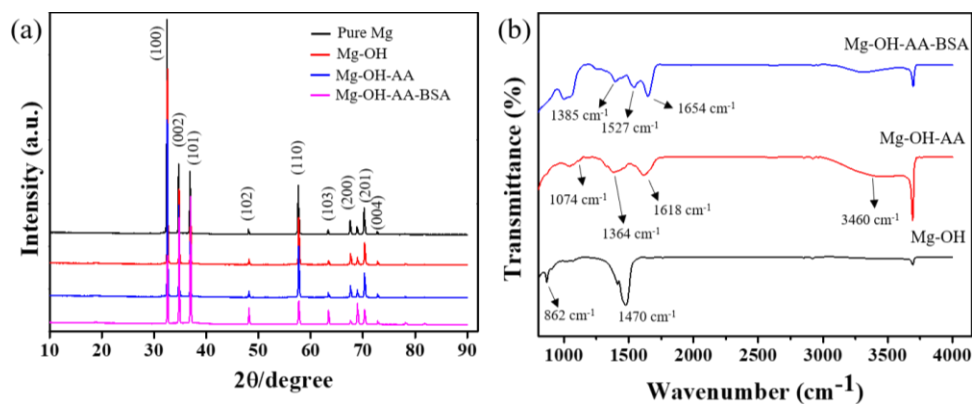 (a)
Intensity (a.u.)
(100)
(002)
(101)
(102)
(110)
(103)
(200)
(201)
(004)
Pure Mg
Mg-OH
Mg-OH-AA
Mg-OH-AA-BSA
10 20 30 40 50 60 70 80 90
2θ/degree
(b)
Transmittance (%)
Mg-OH-AA-BSA
1385 cm-1
1527 cm-1
1654 cm-1
Mg-OH-AA
1074 cm-1
1364 cm-1
1618 cm-1
3460 cm-1
Mg-OH
862 cm-1
1470 cm-1
1000 1500 2000 2500 3000 3500 4000
Wavenumber (cm-1)